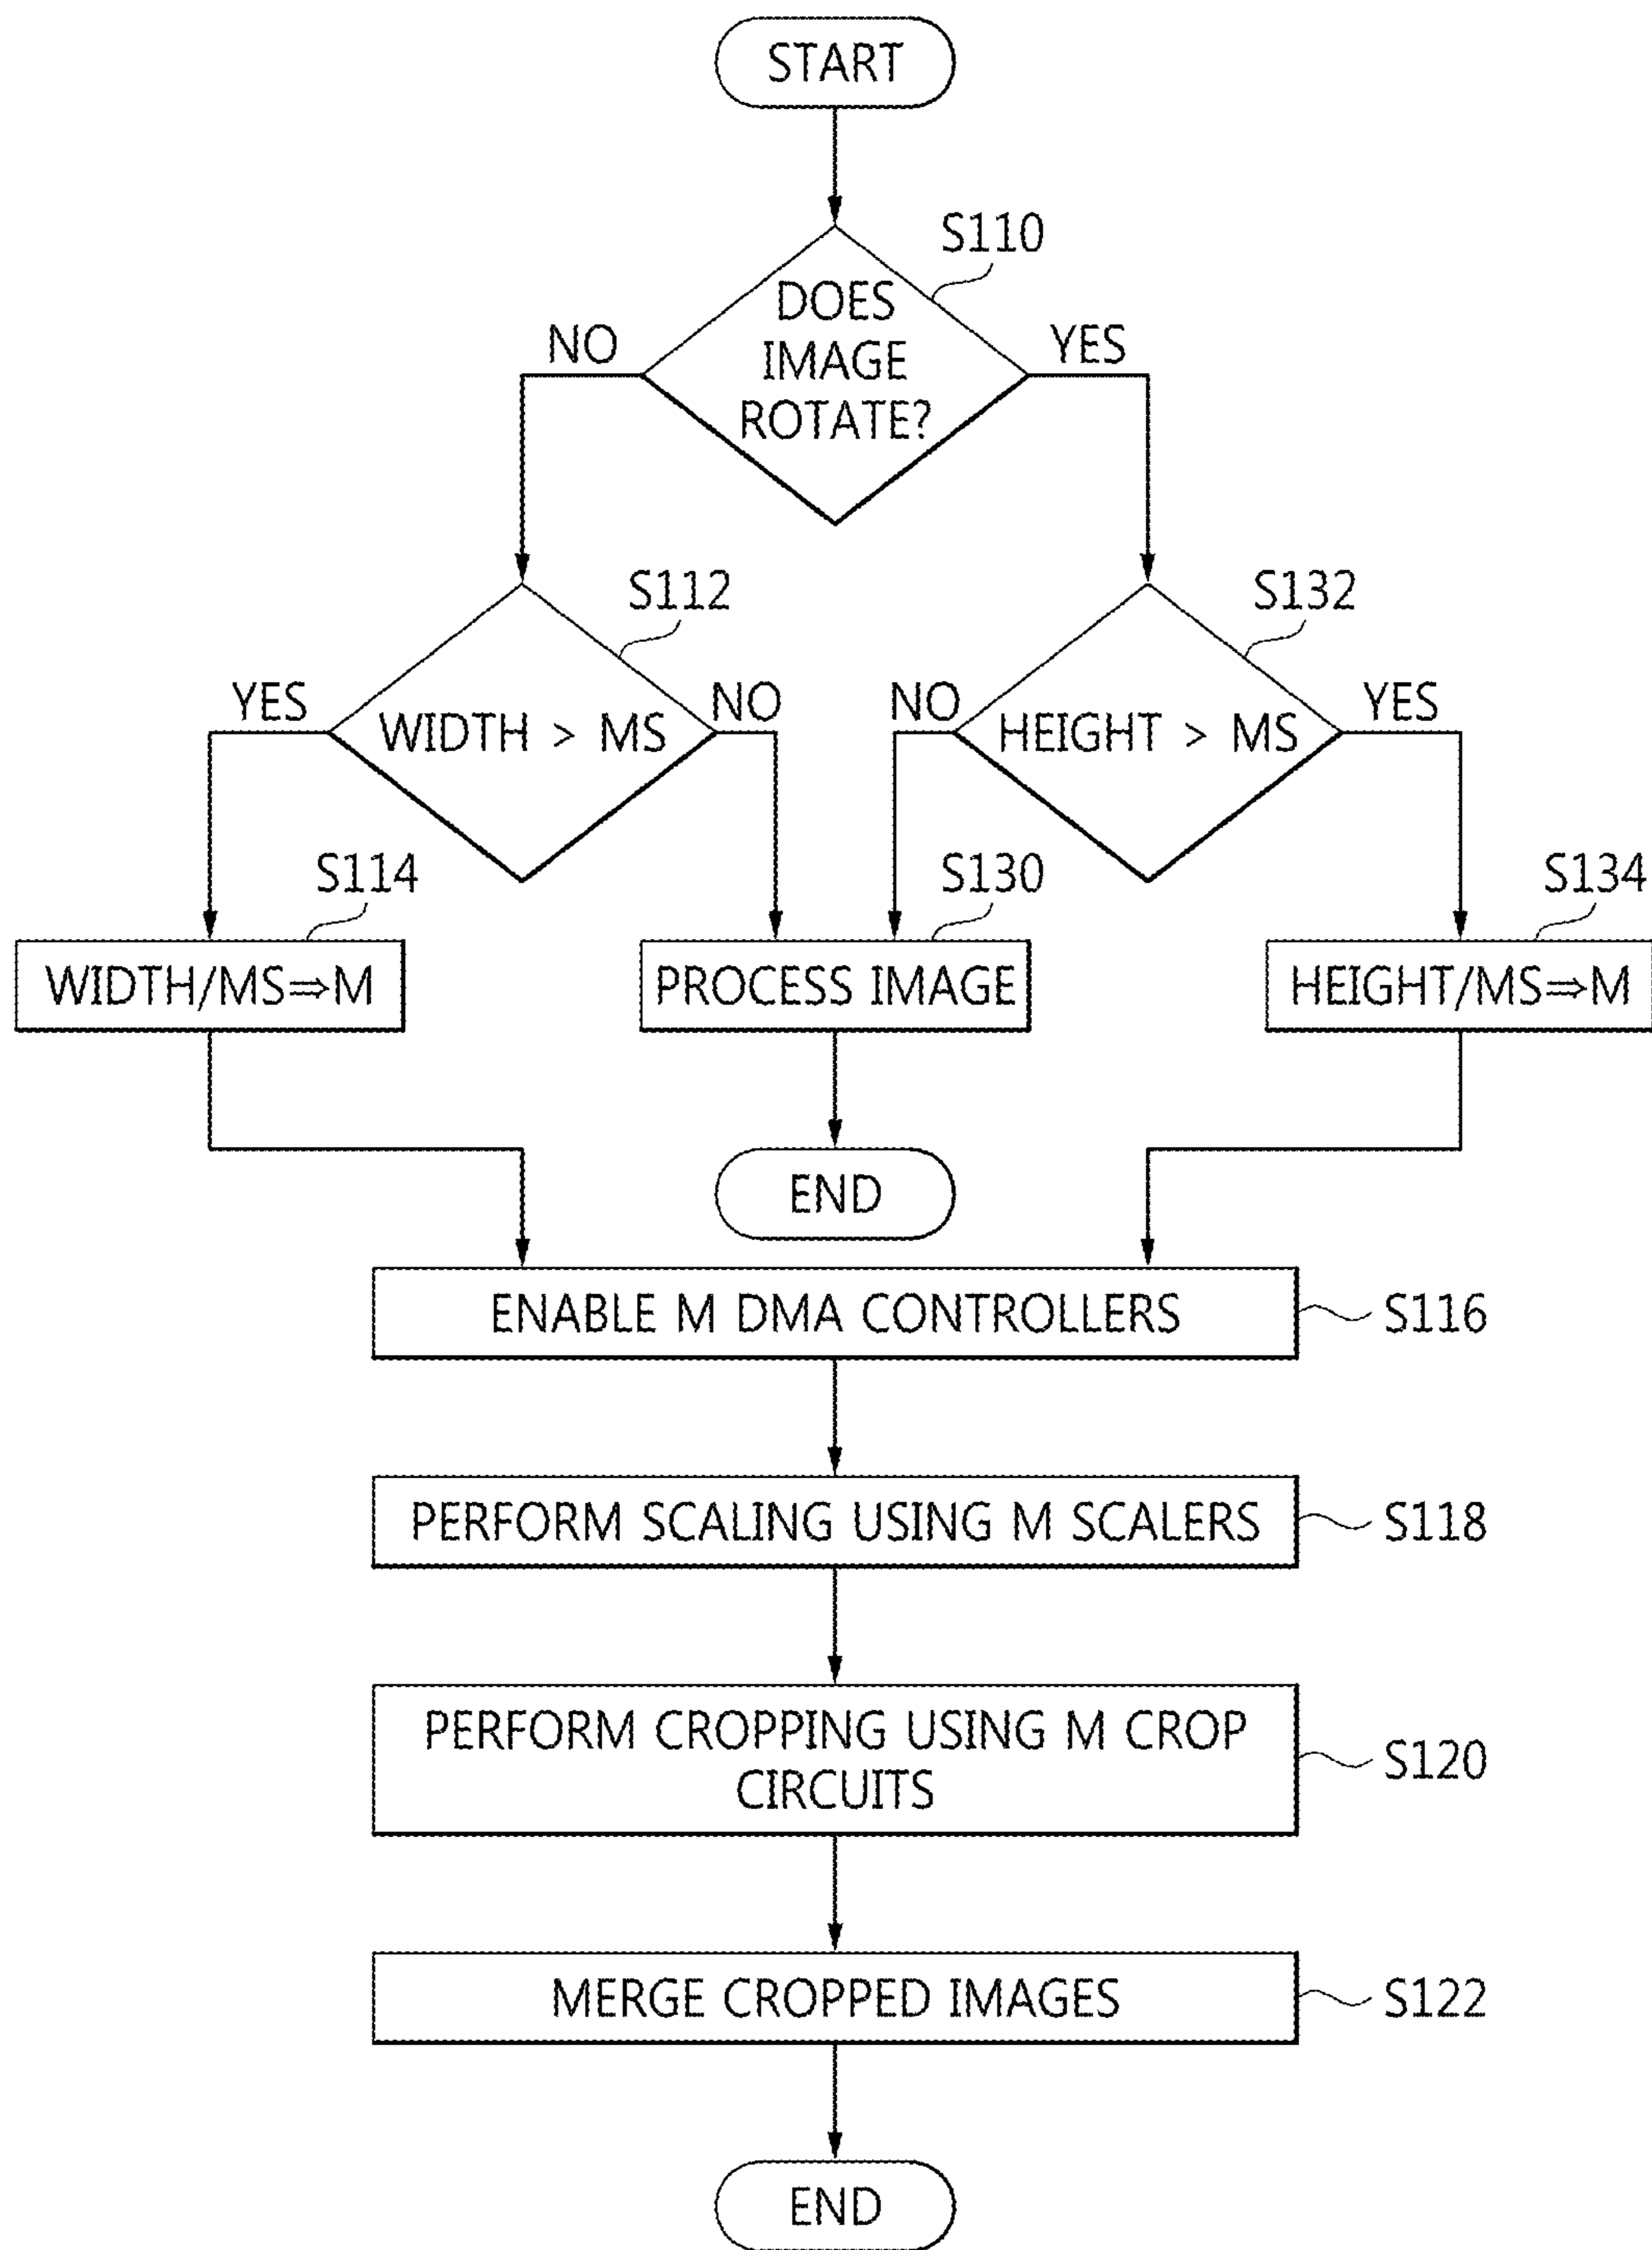 START
S110
DOES
IMAGE
ROTATE?
NO
YES
S112
S132
YES
WIDTH > MS
NO
NO
HEIGHT > MS
YES
S114
S130
S134
WIDTH/MS⇒M
PROCESS IMAGE
HEIGHT/MS⇒M
END
ENABLE M DMA CONTROLLERS
S116
PERFORM SCALING USING M SCALERS
S118
PERFORM CROPPING USING M CROP
CIRCUITS
S120
MERGE CROPPED IMAGES
S122
END